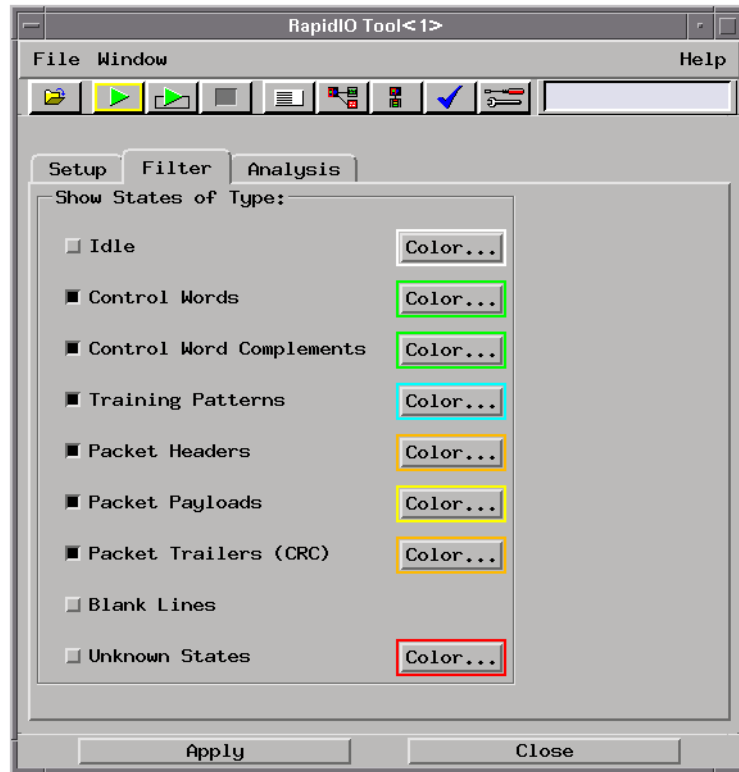 RapidIO Tool<1>
File Window Help
Setup Filter Analysis
Show States of Type:
Idle Color...
Control Words Color...
Control Word Complements Color...
Training Patterns Color...
Packet Headers Color...
Packet Payloads Color...
Packet Trailers (CRC) Color...
Blank Lines
Unknown States Color...
Apply Close